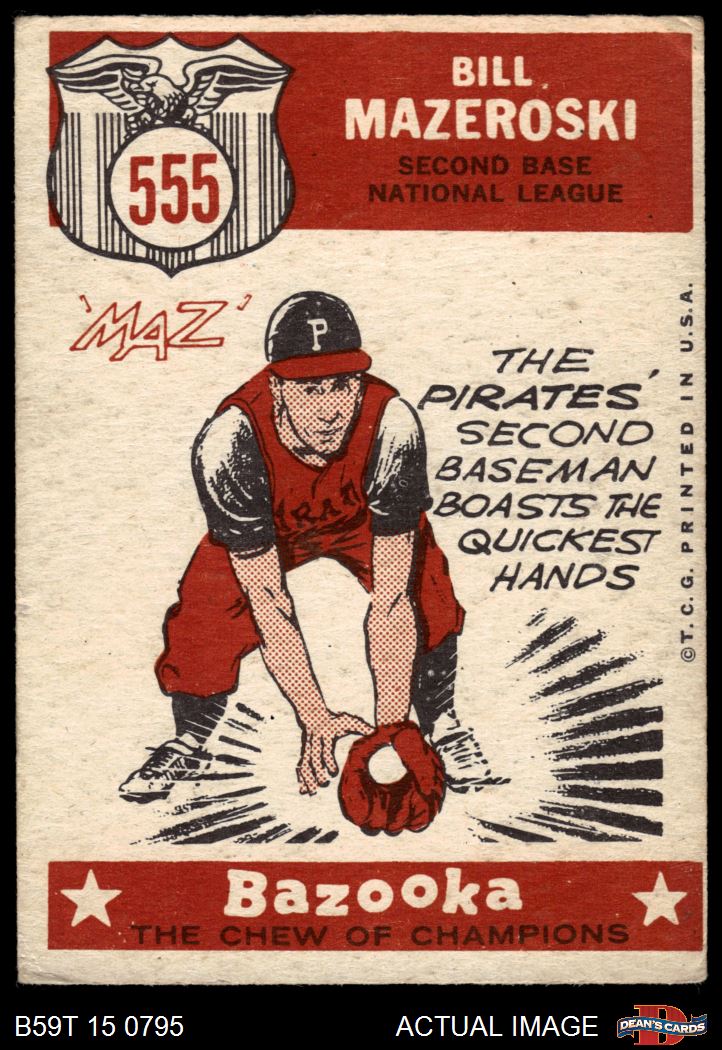 555
BILL
MAZEROSKI
SECOND BASE
NATIONAL LEAGUE
'MAZ'
P
IRAT
THE
PIRATES'
SECOND
BASEMAN
BOASTS THE
QUICKEST
HANDS
©T.C.G. PRINTED IN U.S.A.
Bazooka
THE CHEW OF CHAMPIONS
B59T 15 0795
ACTUAL IMAGE
D
DEAN'S CARDS